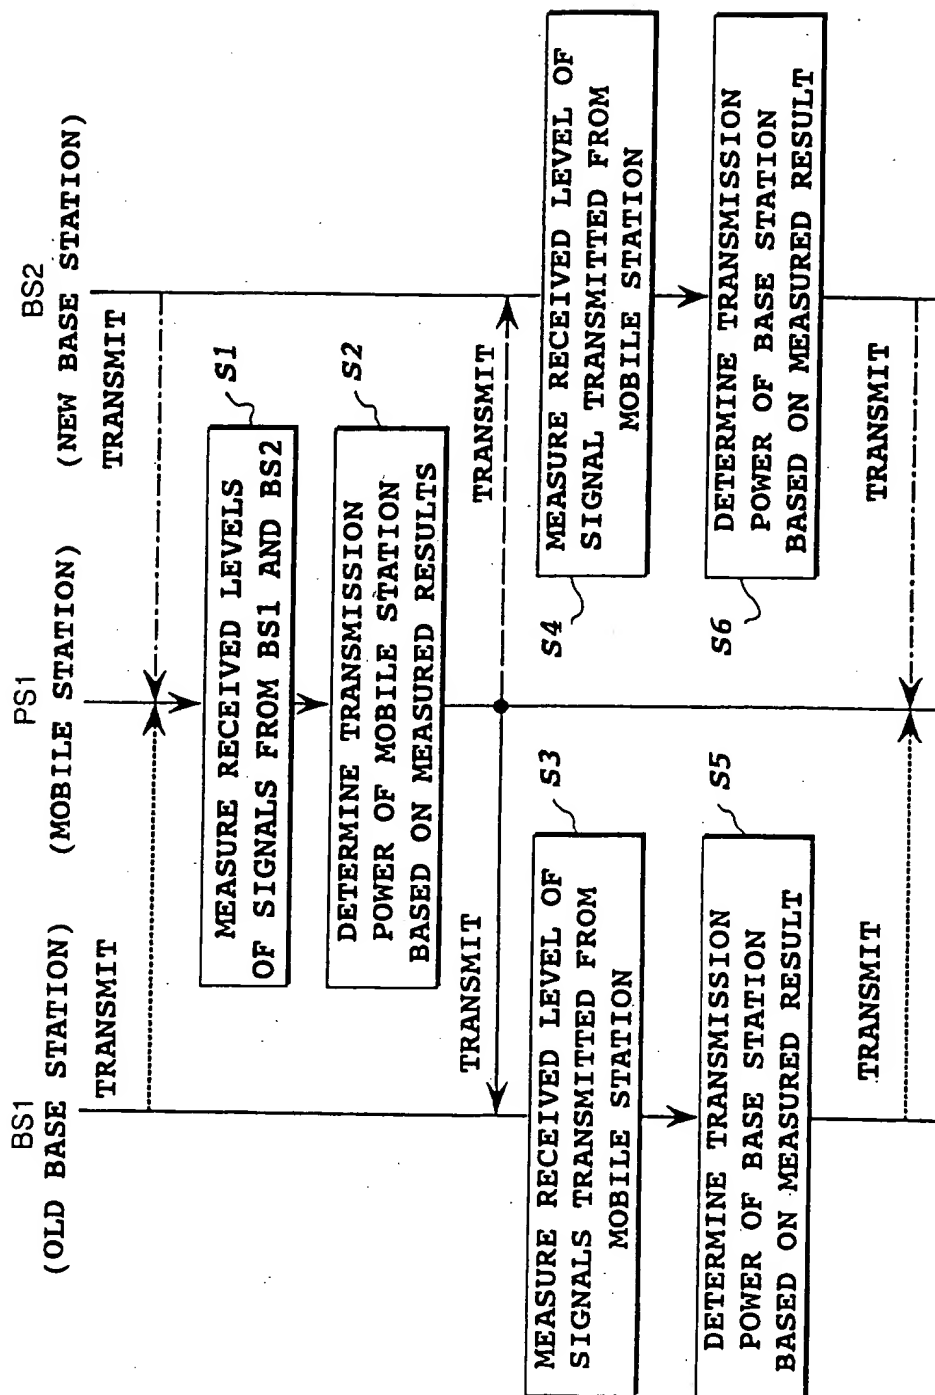 BS1
(OLD BASE STATION)
PS1
(MOBILE STATION)
BS2
(NEW BASE STATION)
TRANSMIT
TRANSMIT
S1
MEASURE RECEIVED LEVELS
OF SIGNALS FROM BS1 AND BS2
S2
DETERMINE TRANSMISSION
POWER OF MOBILE STATION
BASED ON MEASURED RESULTS
TRANSMIT
TRANSMIT
S3
MEASURE RECEIVED LEVEL OF
SIGNALS TRANSMITTED FROM
MOBILE STATION
S4
MEASURE RECEIVED LEVEL OF
SIGNAL TRANSMITTED FROM
MOBILE STATION
S5
DETERMINE TRANSMISSION
POWER OF BASE STATION
BASED ON MEASURED RESULT
S6
DETERMINE TRANSMISSION
POWER OF BASE STATION
BASED ON MEASURED RESULT
TRANSMIT
TRANSMIT